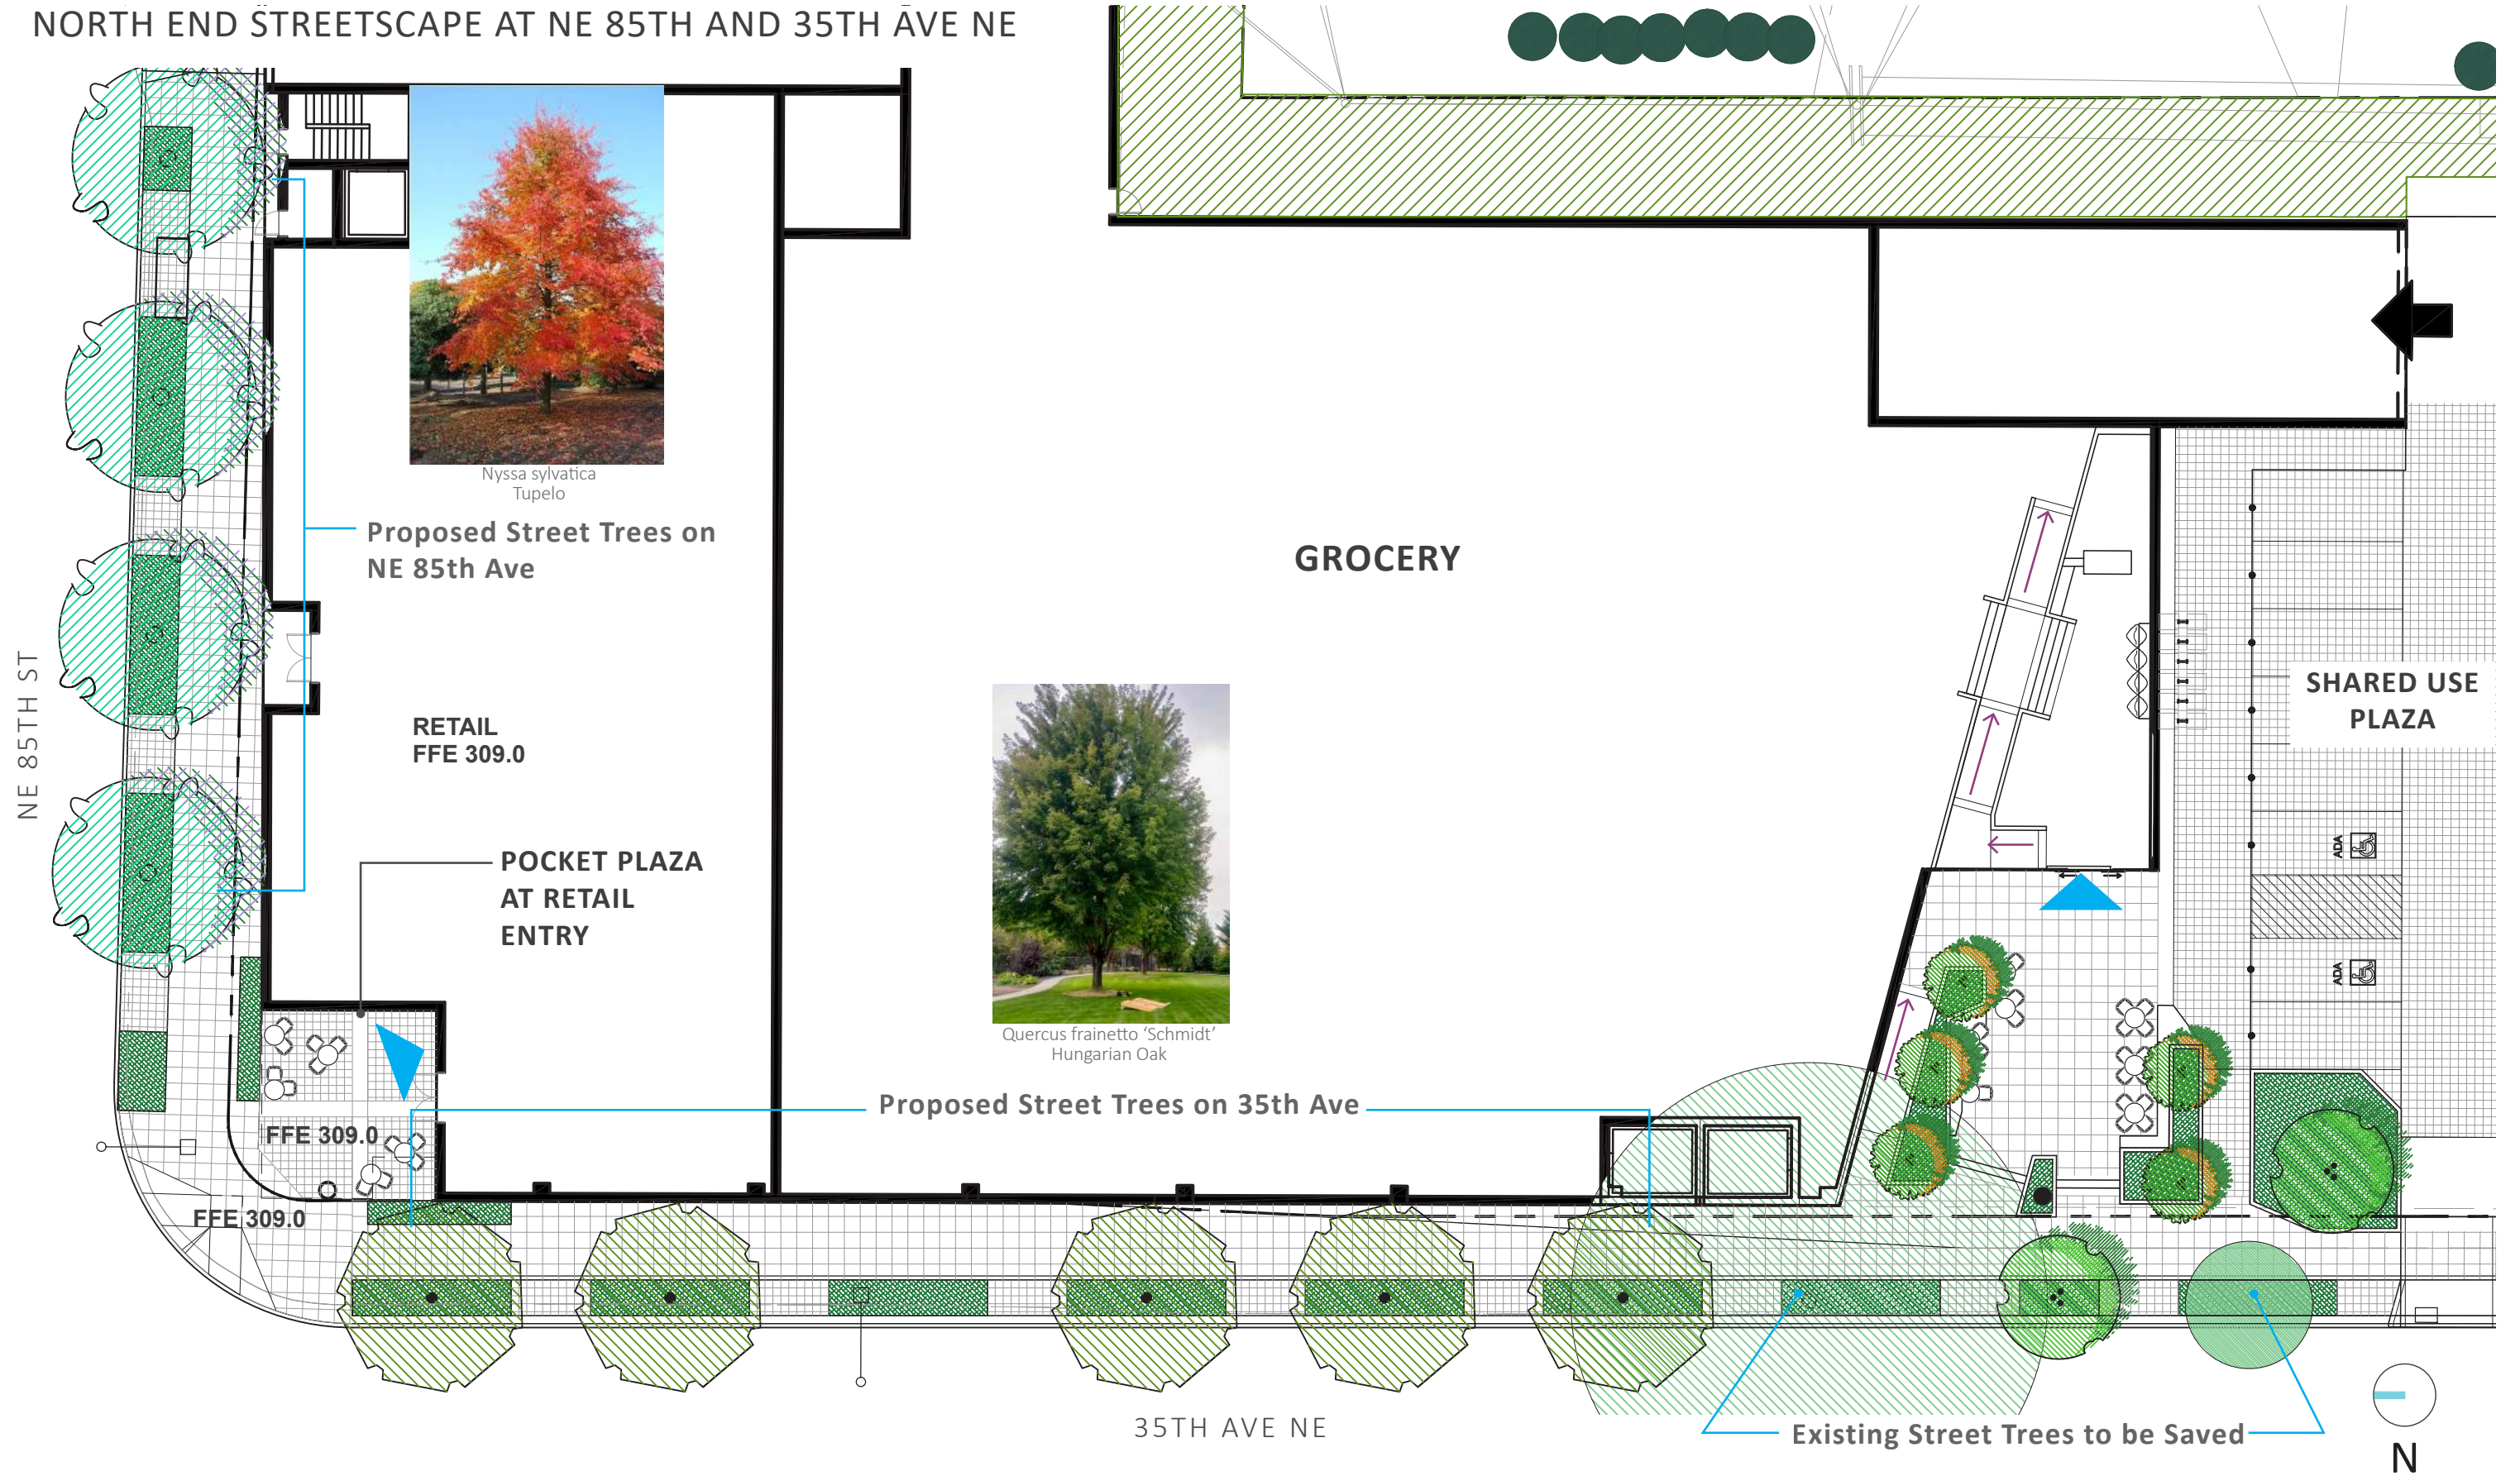 NORTH END STREETSCAPE AT NE 85TH AND 35TH AVE NE
Nyssa sylvatica
Tupelo
Proposed Street Trees on
NE 85th Ave
GROCERY
NE 85TH ST
RETAIL
FFE 309.0
SHARED USE
PLAZA
POCKET PLAZA
AT RETAIL
ENTRY
ADA
ADA
Quercus frainetto ‘Schmidt’
Hungarian Oak
Proposed Street Trees on 35th Ave
FFE 309.0
FFE 309.0
35TH AVE NE
Existing Street Trees to be Saved
N